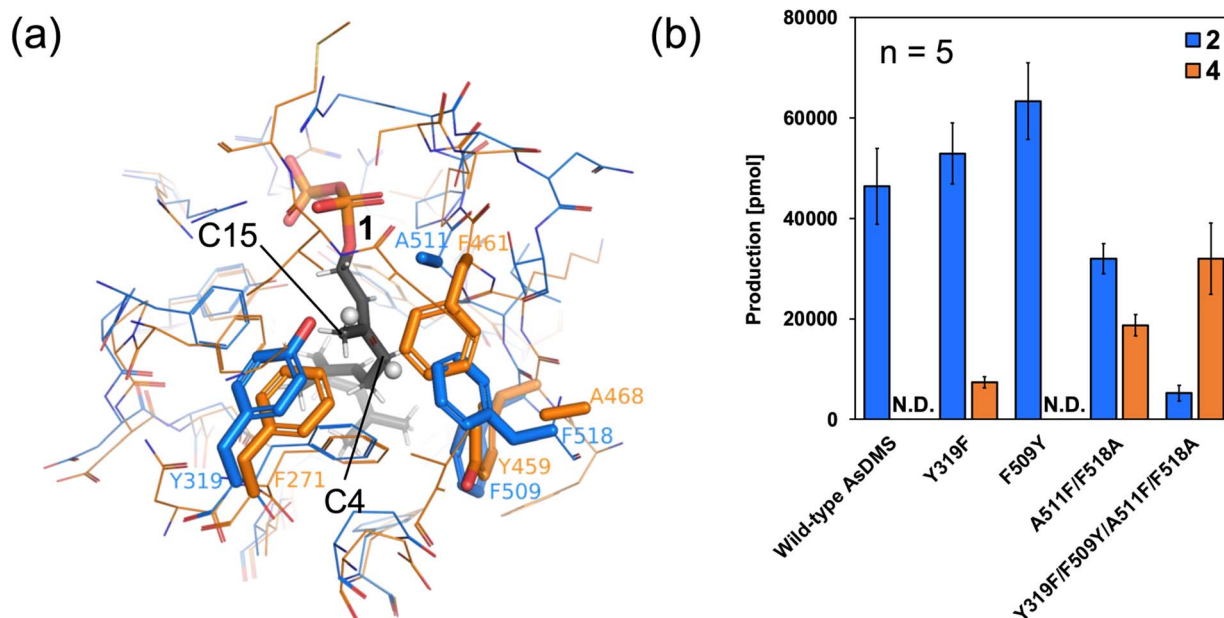 (a)
C15
1
A511
F461
A468
F518
Y319
F271
Y459
F509
C4
(b)
n = 5
2
4
Production [pmol]
80000
60000
40000
20000
0
N.D.
N.D.
Wild-type AsDMS
Y319F
F509Y
A511F/F518A
Y319F/F509Y/A511F/F518A